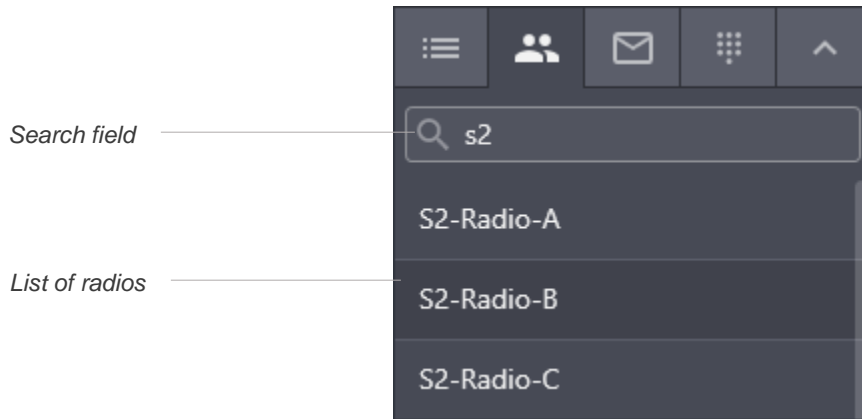 Search field
s2
S2-Radio-A
List of radios
S2-Radio-B
S2-Radio-C